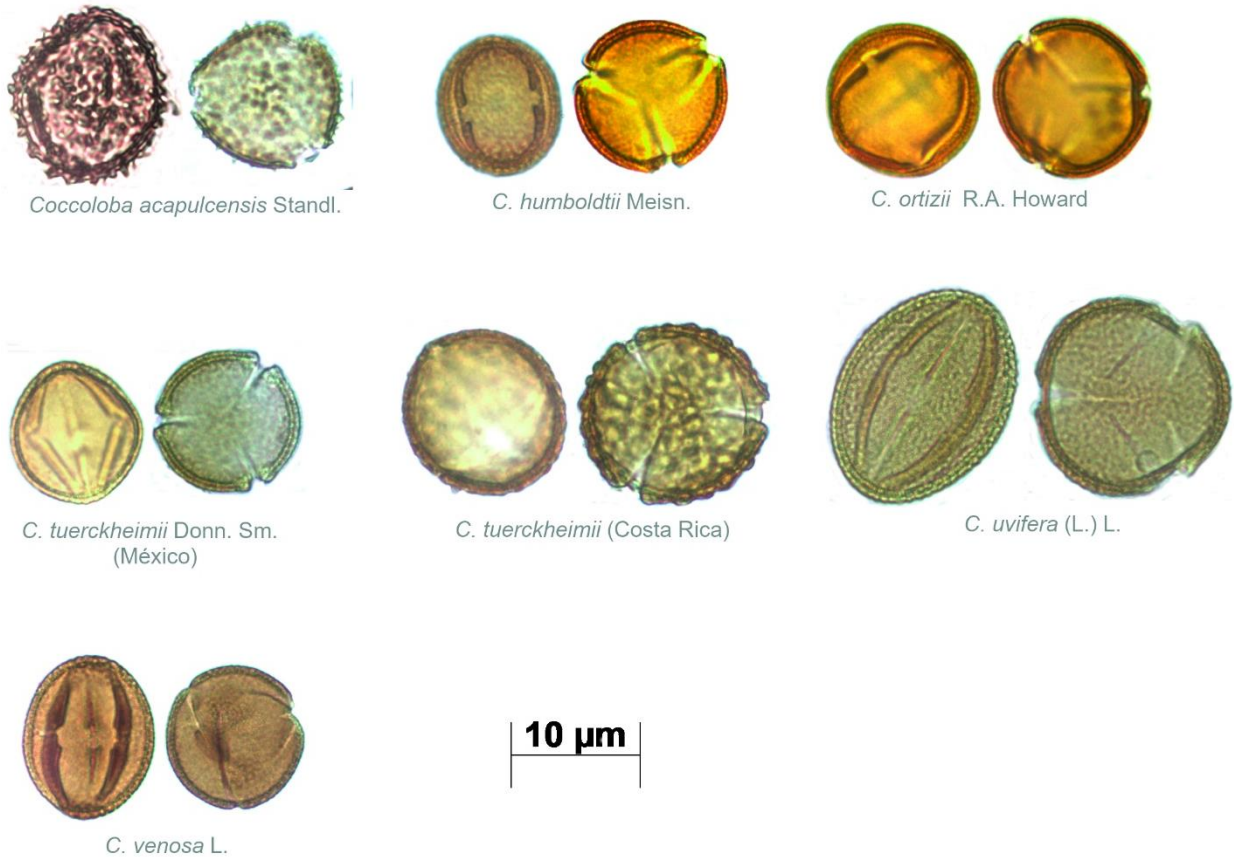 Coccoloba acapulcensis Standl.
C. humboldtii Meisn.
C. ortizii R.A. Howard
C. tuerckheimii Donn. Sm.
(México)
C. tuerckheimii (Costa Rica)
C. uvifera (L.) L.
C. venosa L.
10 µm